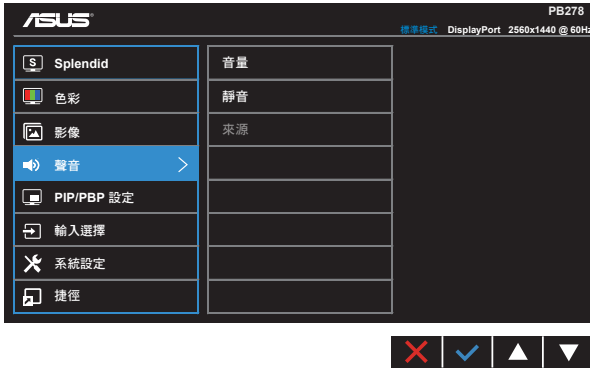 ASUS
PB278
標準模式 DisplayPort 2560x1440 @ 60Hz
S Splendid
色彩
影像
聲音
PIP/PBP 設定
輸入選擇
系統設定
捷徑
音量
靜音
來源